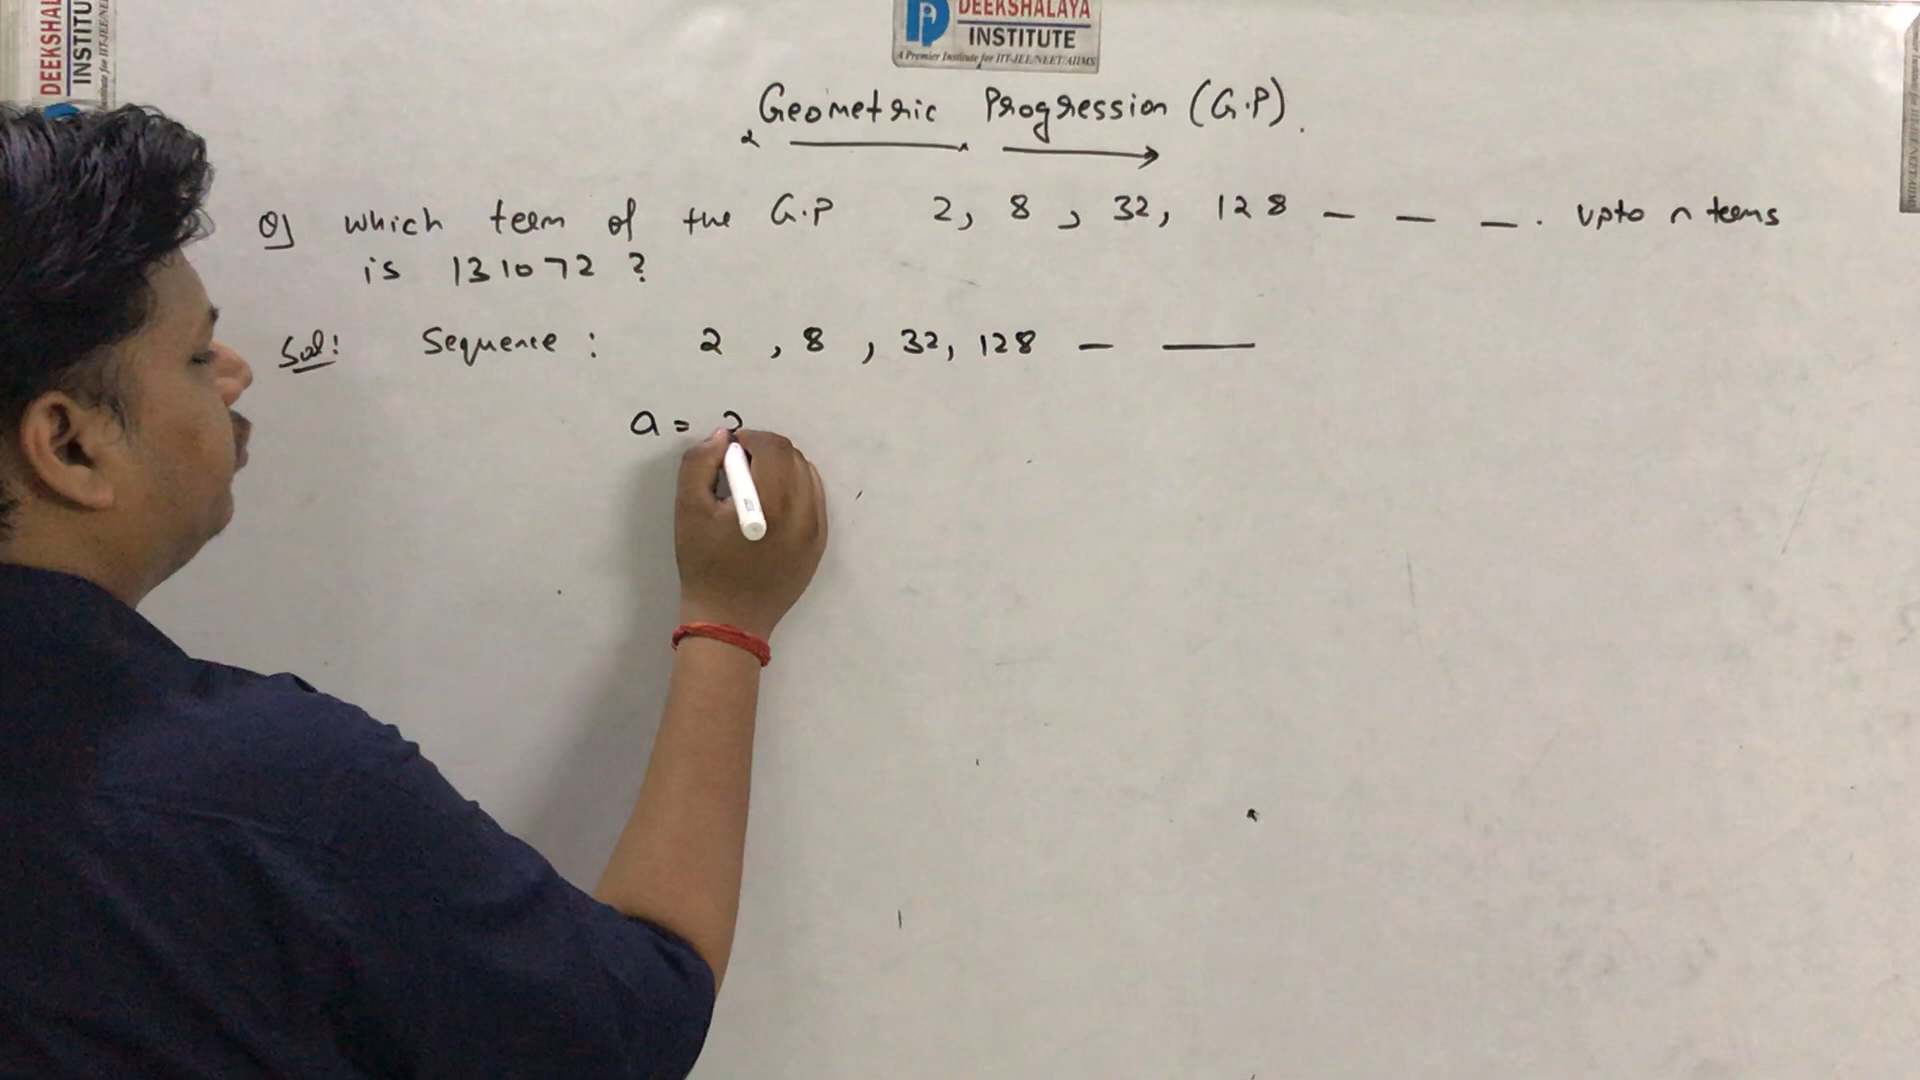 DEEKSHALAYA
INSTITUTE
A Premier Institute for IIT-JEE/NEET/AIIMS
Geometric Progression (G.P).
Q) which term of the G.P 2, 8, 32, 128 - - - . upto n terms
is 131072 ?
Sol: Sequence : 2 , 8 , 32, 128 - —
a = 2